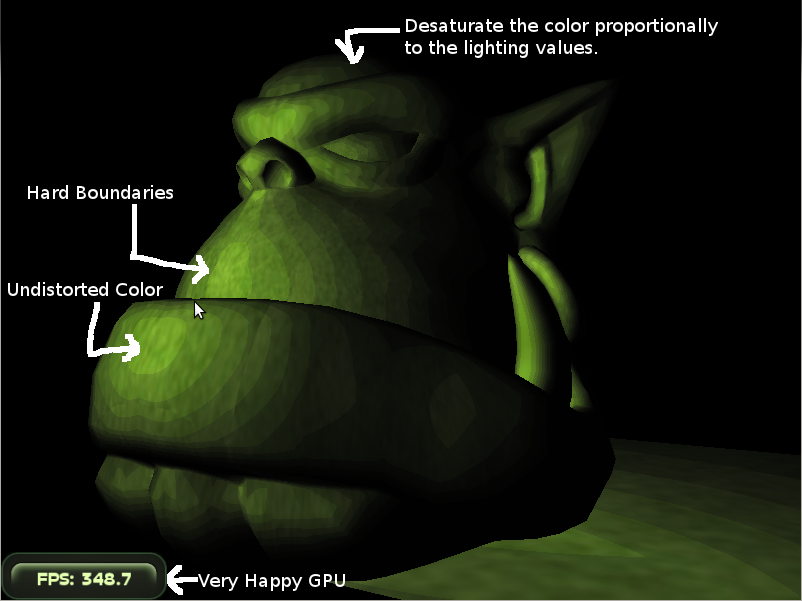 Desaturate the color proportionally
to the lighting values.
Hard Boundaries
Undistorted Color
FPS: 348.7
Very Happy GPU